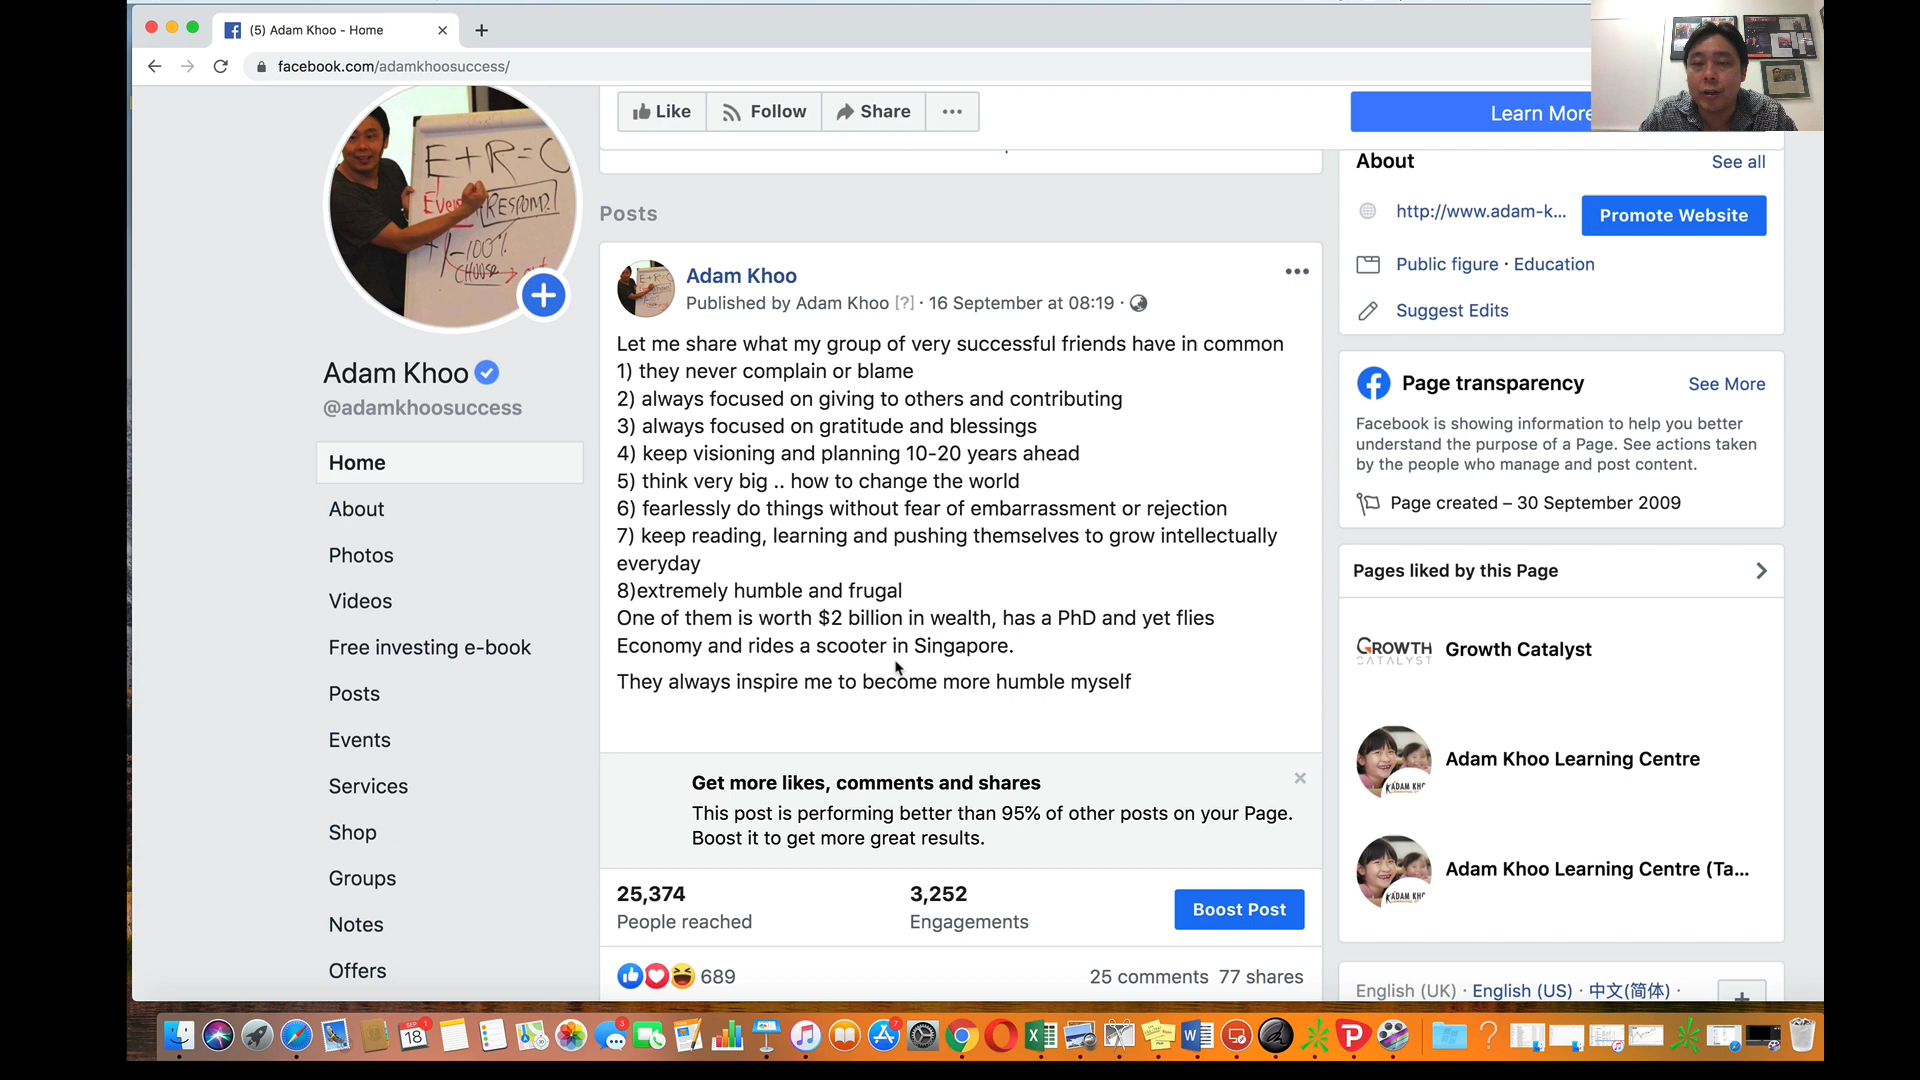 (5) Adam Khoo - Home
facebook.com/adamkhoosuccess/
Like
Follow
Share
Learn More
E+R=
RESPOND.
-100%
CHOOSE
Adam Khoo
@adamkhoosuccess
Home
About
Photos
Videos
Free investing e-book
Posts
Events
Services
Shop
Groups
Notes
Offers
Posts
Adam Khoo
Published by Adam Khoo [?] · 16 September at 08:19 ·
Let me share what my group of very successful friends have in common
1) they never complain or blame
2) always focused on giving to others and contributing
3) always focused on gratitude and blessings
4) keep visioning and planning 10-20 years ahead
5) think very big .. how to change the world
6) fearlessly do things without fear of embarrassment or rejection
7) keep reading, learning and pushing themselves to grow intellectually
everyday
8)extremely humble and frugal
One of them is worth $2 billion in wealth, has a PhD and yet flies
Economy and rides a scooter in Singapore.
They always inspire me to become more humble myself
Get more likes, comments and shares
This post is performing better than 95% of other posts on your Page.
Boost it to get more great results.
25,374
People reached
3,252
Engagements
Boost Post
689
25 comments 77 shares
About
See all
http://www.adam-k...
Promote Website
Public figure · Education
Suggest Edits
Page transparency
See More
Facebook is showing information to help you better
understand the purpose of a Page. See actions taken
by the people who manage and post content.
Page created – 30 September 2009
Pages liked by this Page
GROWTH
CATALYST
Growth Catalyst
Adam Khoo Learning Centre
Adam Khoo Learning Centre (Ta...
English (UK) · English (US) · 中文(简体) ·
SEP
18